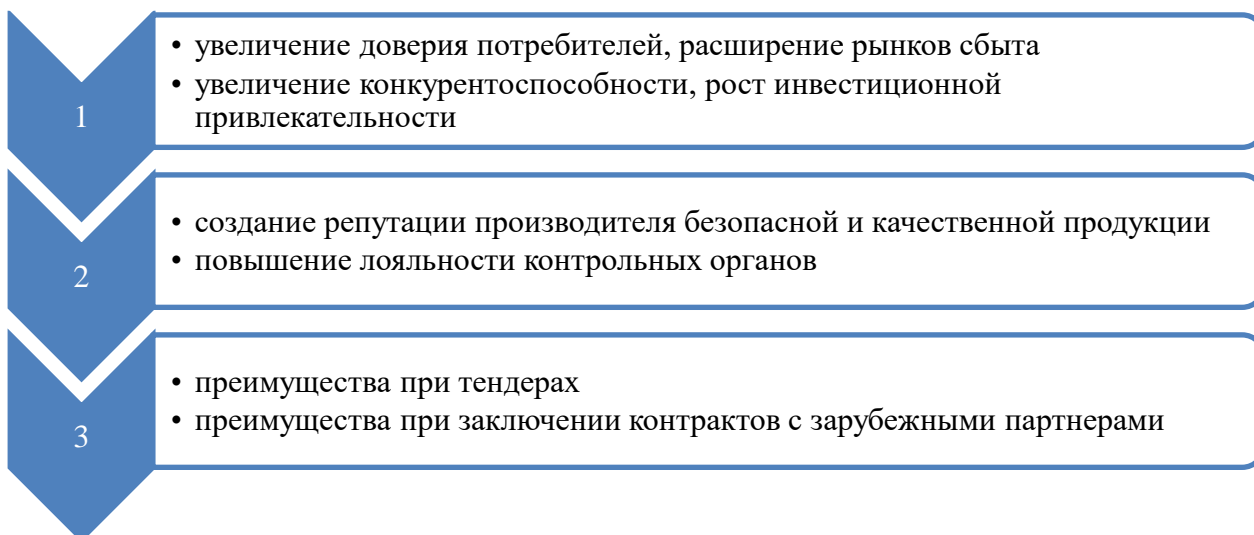 1
• увеличение доверия потребителей, расширение рынков сбыта
• увеличение конкурентоспособности, рост инвестиционной
привлекательности
2
• создание репутации производителя безопасной и качественной продукции
• повышение лояльности контрольных органов
3
• преимущества при тендерах
• преимущества при заключении контрактов с зарубежными партнерами